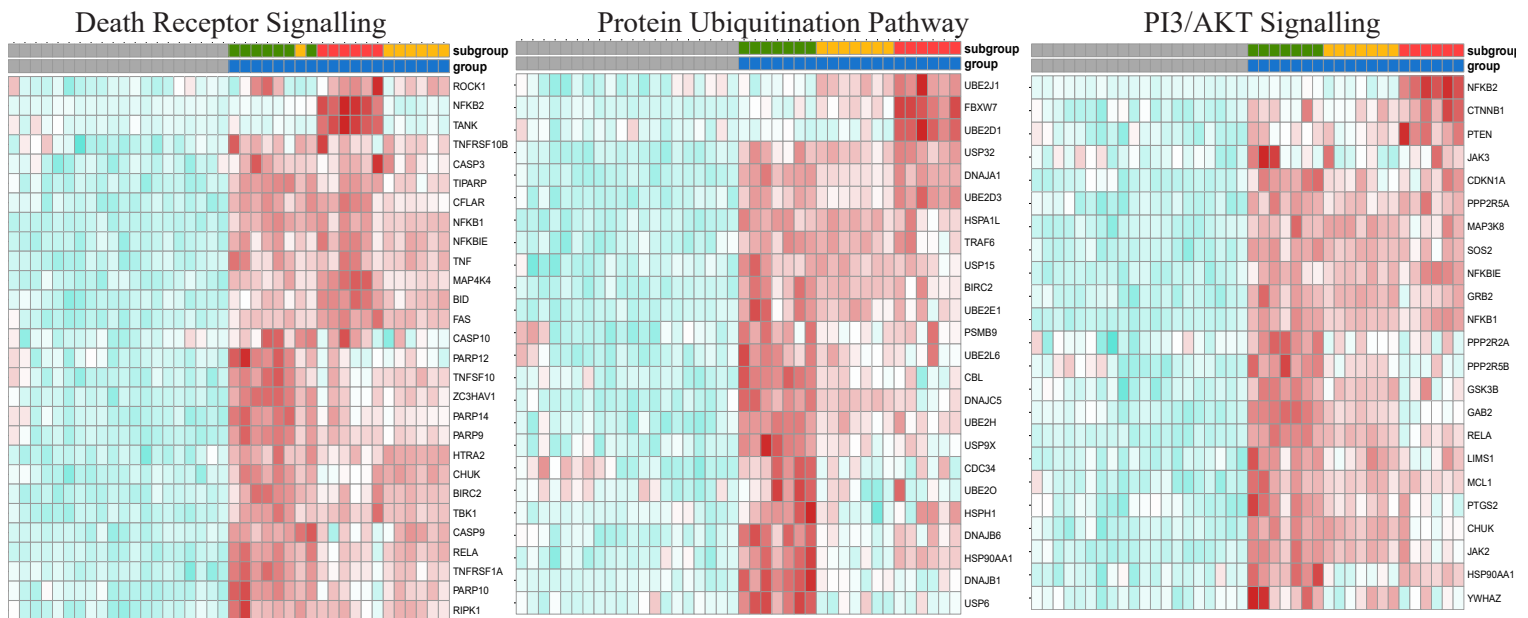 Death Receptor Signalling
subgroup
group
ROCK1
NFKB2
TANK
TNFRSF10B
CASP3
TIPARP
CFLAR
NFKB1
NFKBIE
TNF
MAP4K4
BID
FAS
CASP10
PARP12
TNFSF10
ZC3HAV1
PARP14
PARP9
HTRA2
CHUK
BIRC2
TBK1
CASP9
RELA
TNFRSF1A
PARP10
RIPK1
Protein Ubiquitination Pathway
subgroup
group
UBE2J1
FBXW7
UBE2D1
USP32
DNAJA1
UBE2D3
HSPA1L
TRAF6
USP15
BIRC2
UBE2E1
PSMB9
UBE2L6
CBL
DNAJC5
UBE2H
USP9X
CDC34
UBE2O
HSPH1
DNAJB6
HSP90AA1
DNAJB1
USP6
PI3/AKT Signalling
subgroup
group
NFKB2
CTNNB1
PTEN
JAK3
CDKN1A
PPP2R5A
MAP3K8
SOS2
NFKBIE
GRB2
NFKB1
PPP2R2A
PPP2R5B
GSK3B
GAB2
RELA
LIMS1
MCL1
PTGS2
CHUK
JAK2
HSP90AA1
YWHAZ